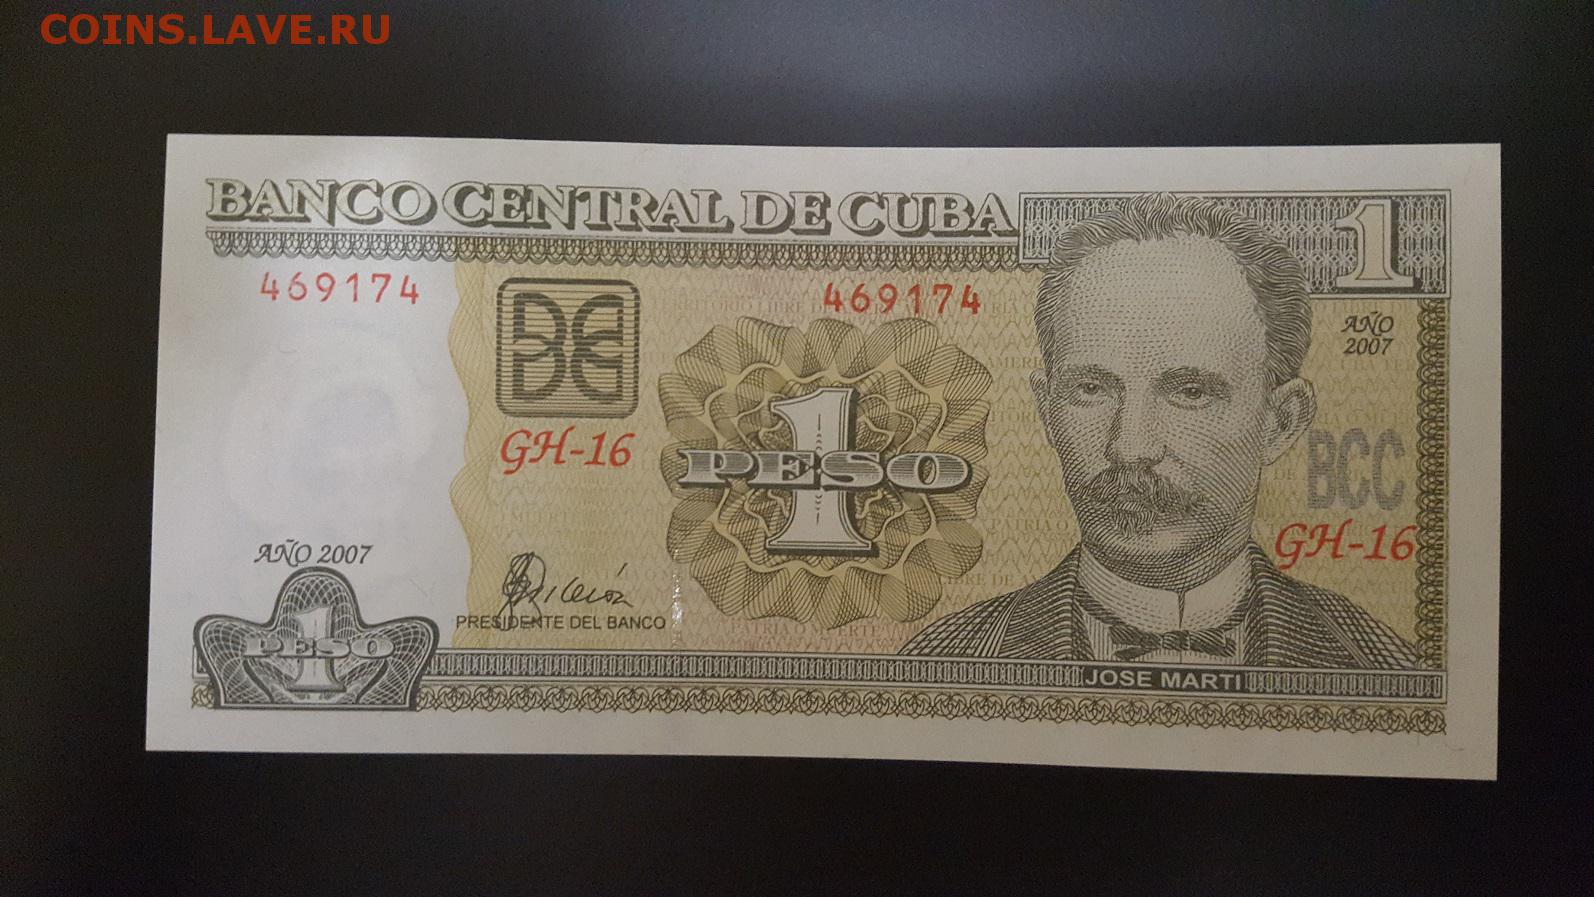 COINS.LAVE.RU
BANCO CENTRAL DE CUBA
1
469174
469174
AÑO
2007
1
PESO
GH-16
BCC
GH-16
AÑO 2007
PRESIDENTE DEL BANCO
1
PESO
JOSE MARTI